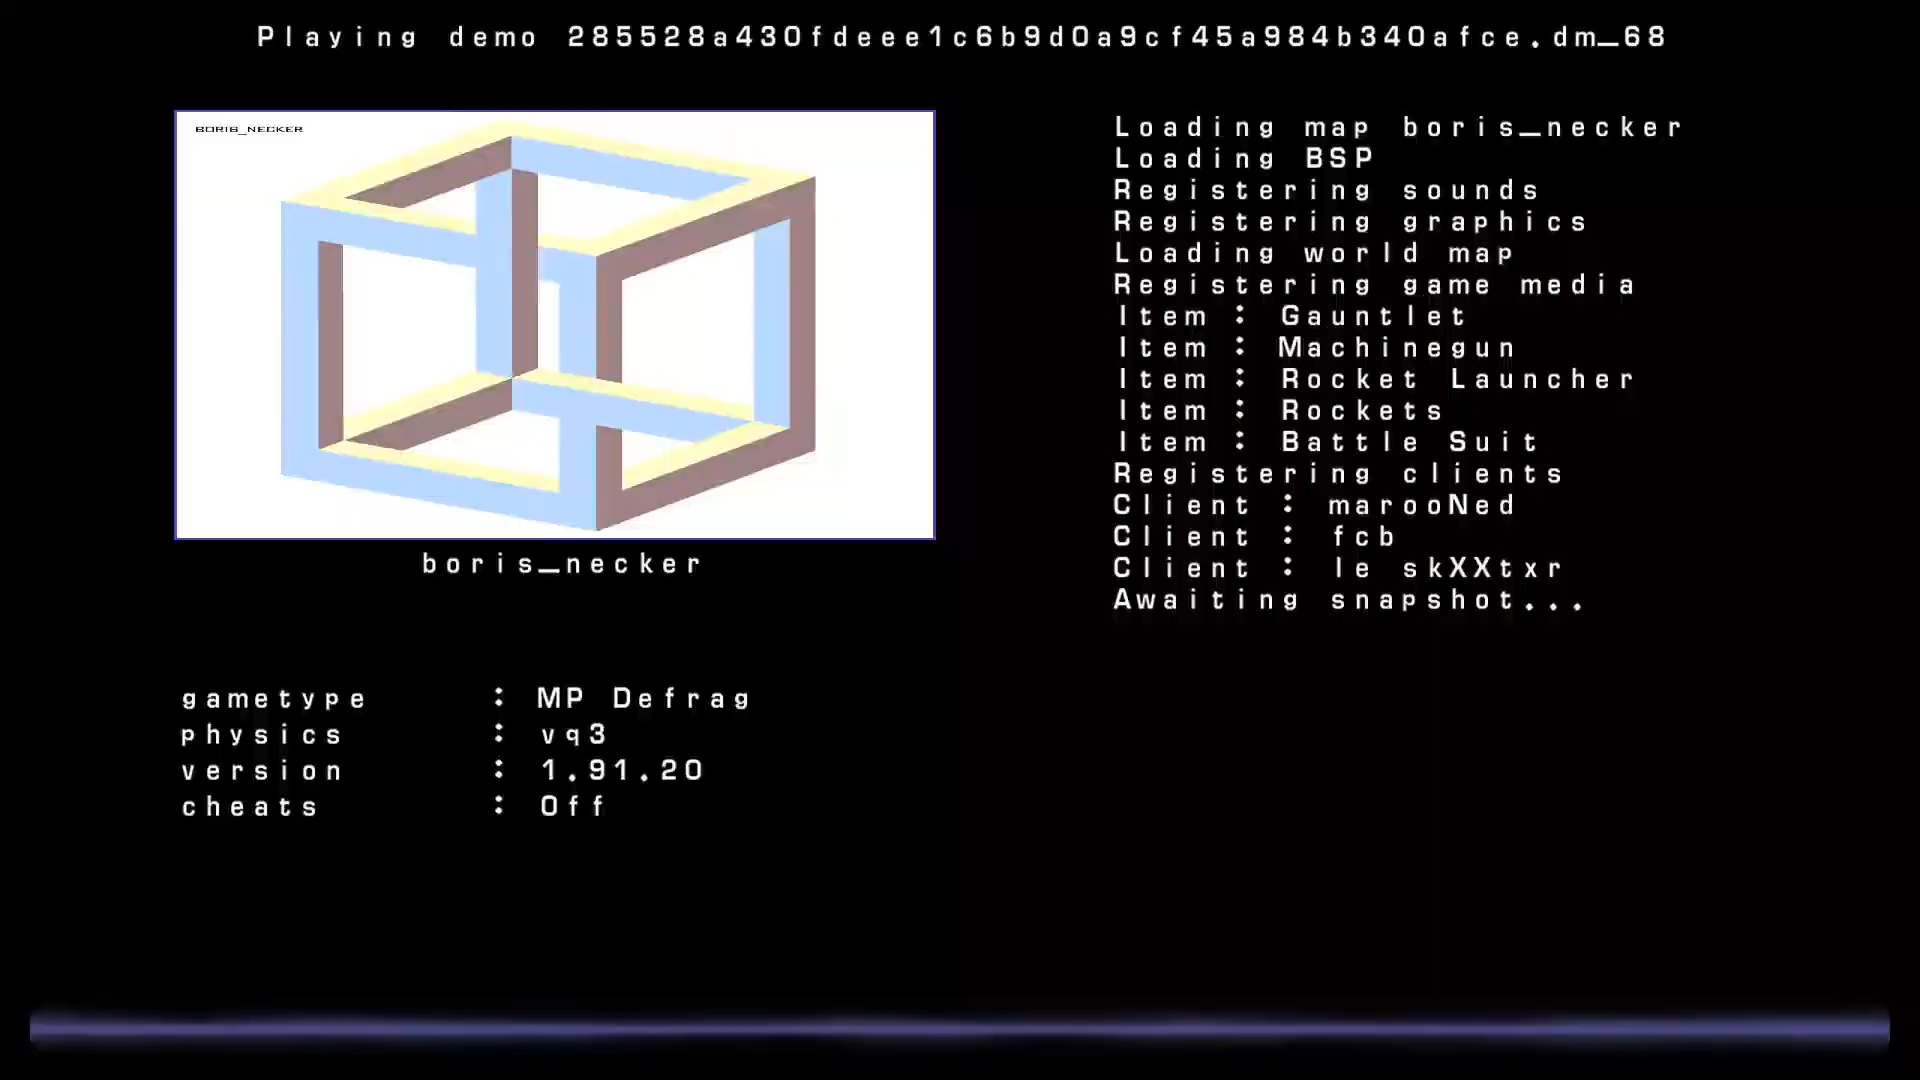 Playing demo 285528a430fdeee1c6b9d0a9cf45a984b340afce.dm_68
BORIS_NECKER
boris_necker
Loading map boris_necker
Loading BSP
Registering sounds
Registering graphics
Loading world map
Registering game media
Item : Gauntlet
Item : Machinegun
Item : Rocket Launcher
Item : Rockets
Item : Battle Suit
Registering clients
Client : marooNed
Client : fcb
Client : le skXXtxr
Awaiting snapshot...
gametype : MP Defrag
physics : vq3
version : 1.91.20
cheats : Off